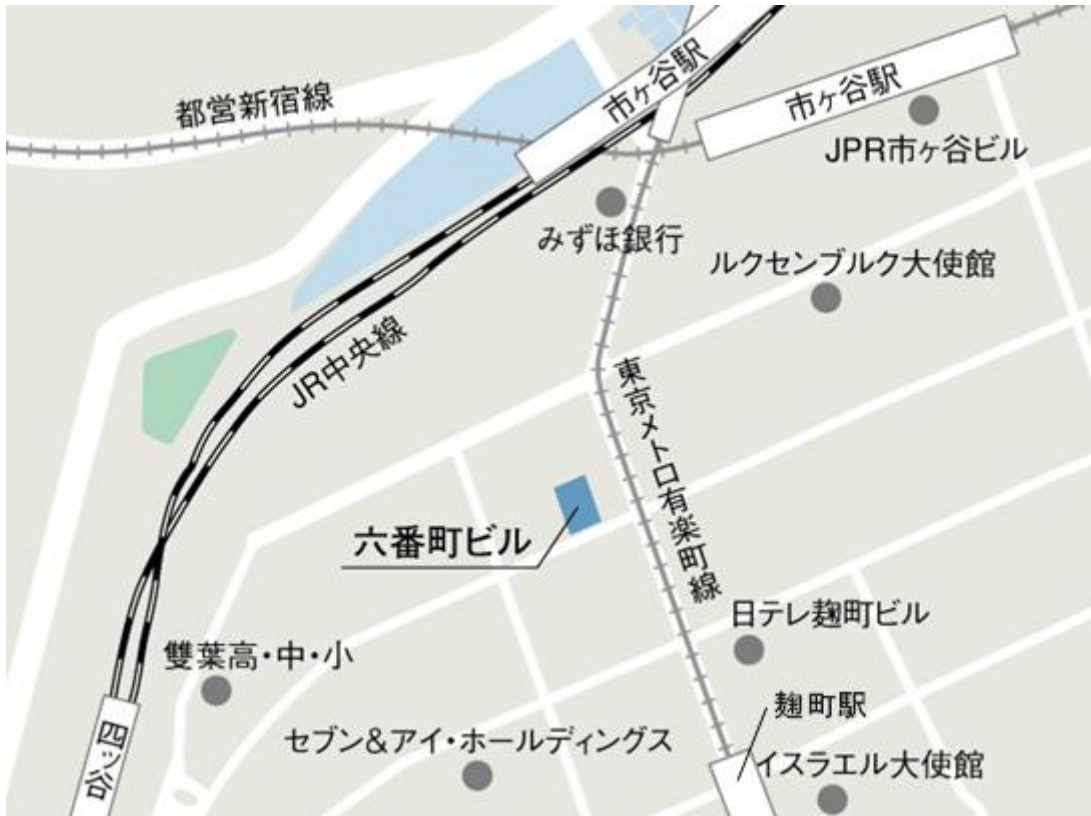 市ヶ谷駅
都営新宿線
市ヶ谷駅
JPR市ヶ谷ビル
みずほ銀行
ルクセンブルク大使館
JR中央線
東京メトロ有楽町線
六番町ビル
日テレ麹町ビル
雙葉高・中・小
麹町駅
四ッ谷
セブン&アイ・ホールディングス
イスラエル大使館